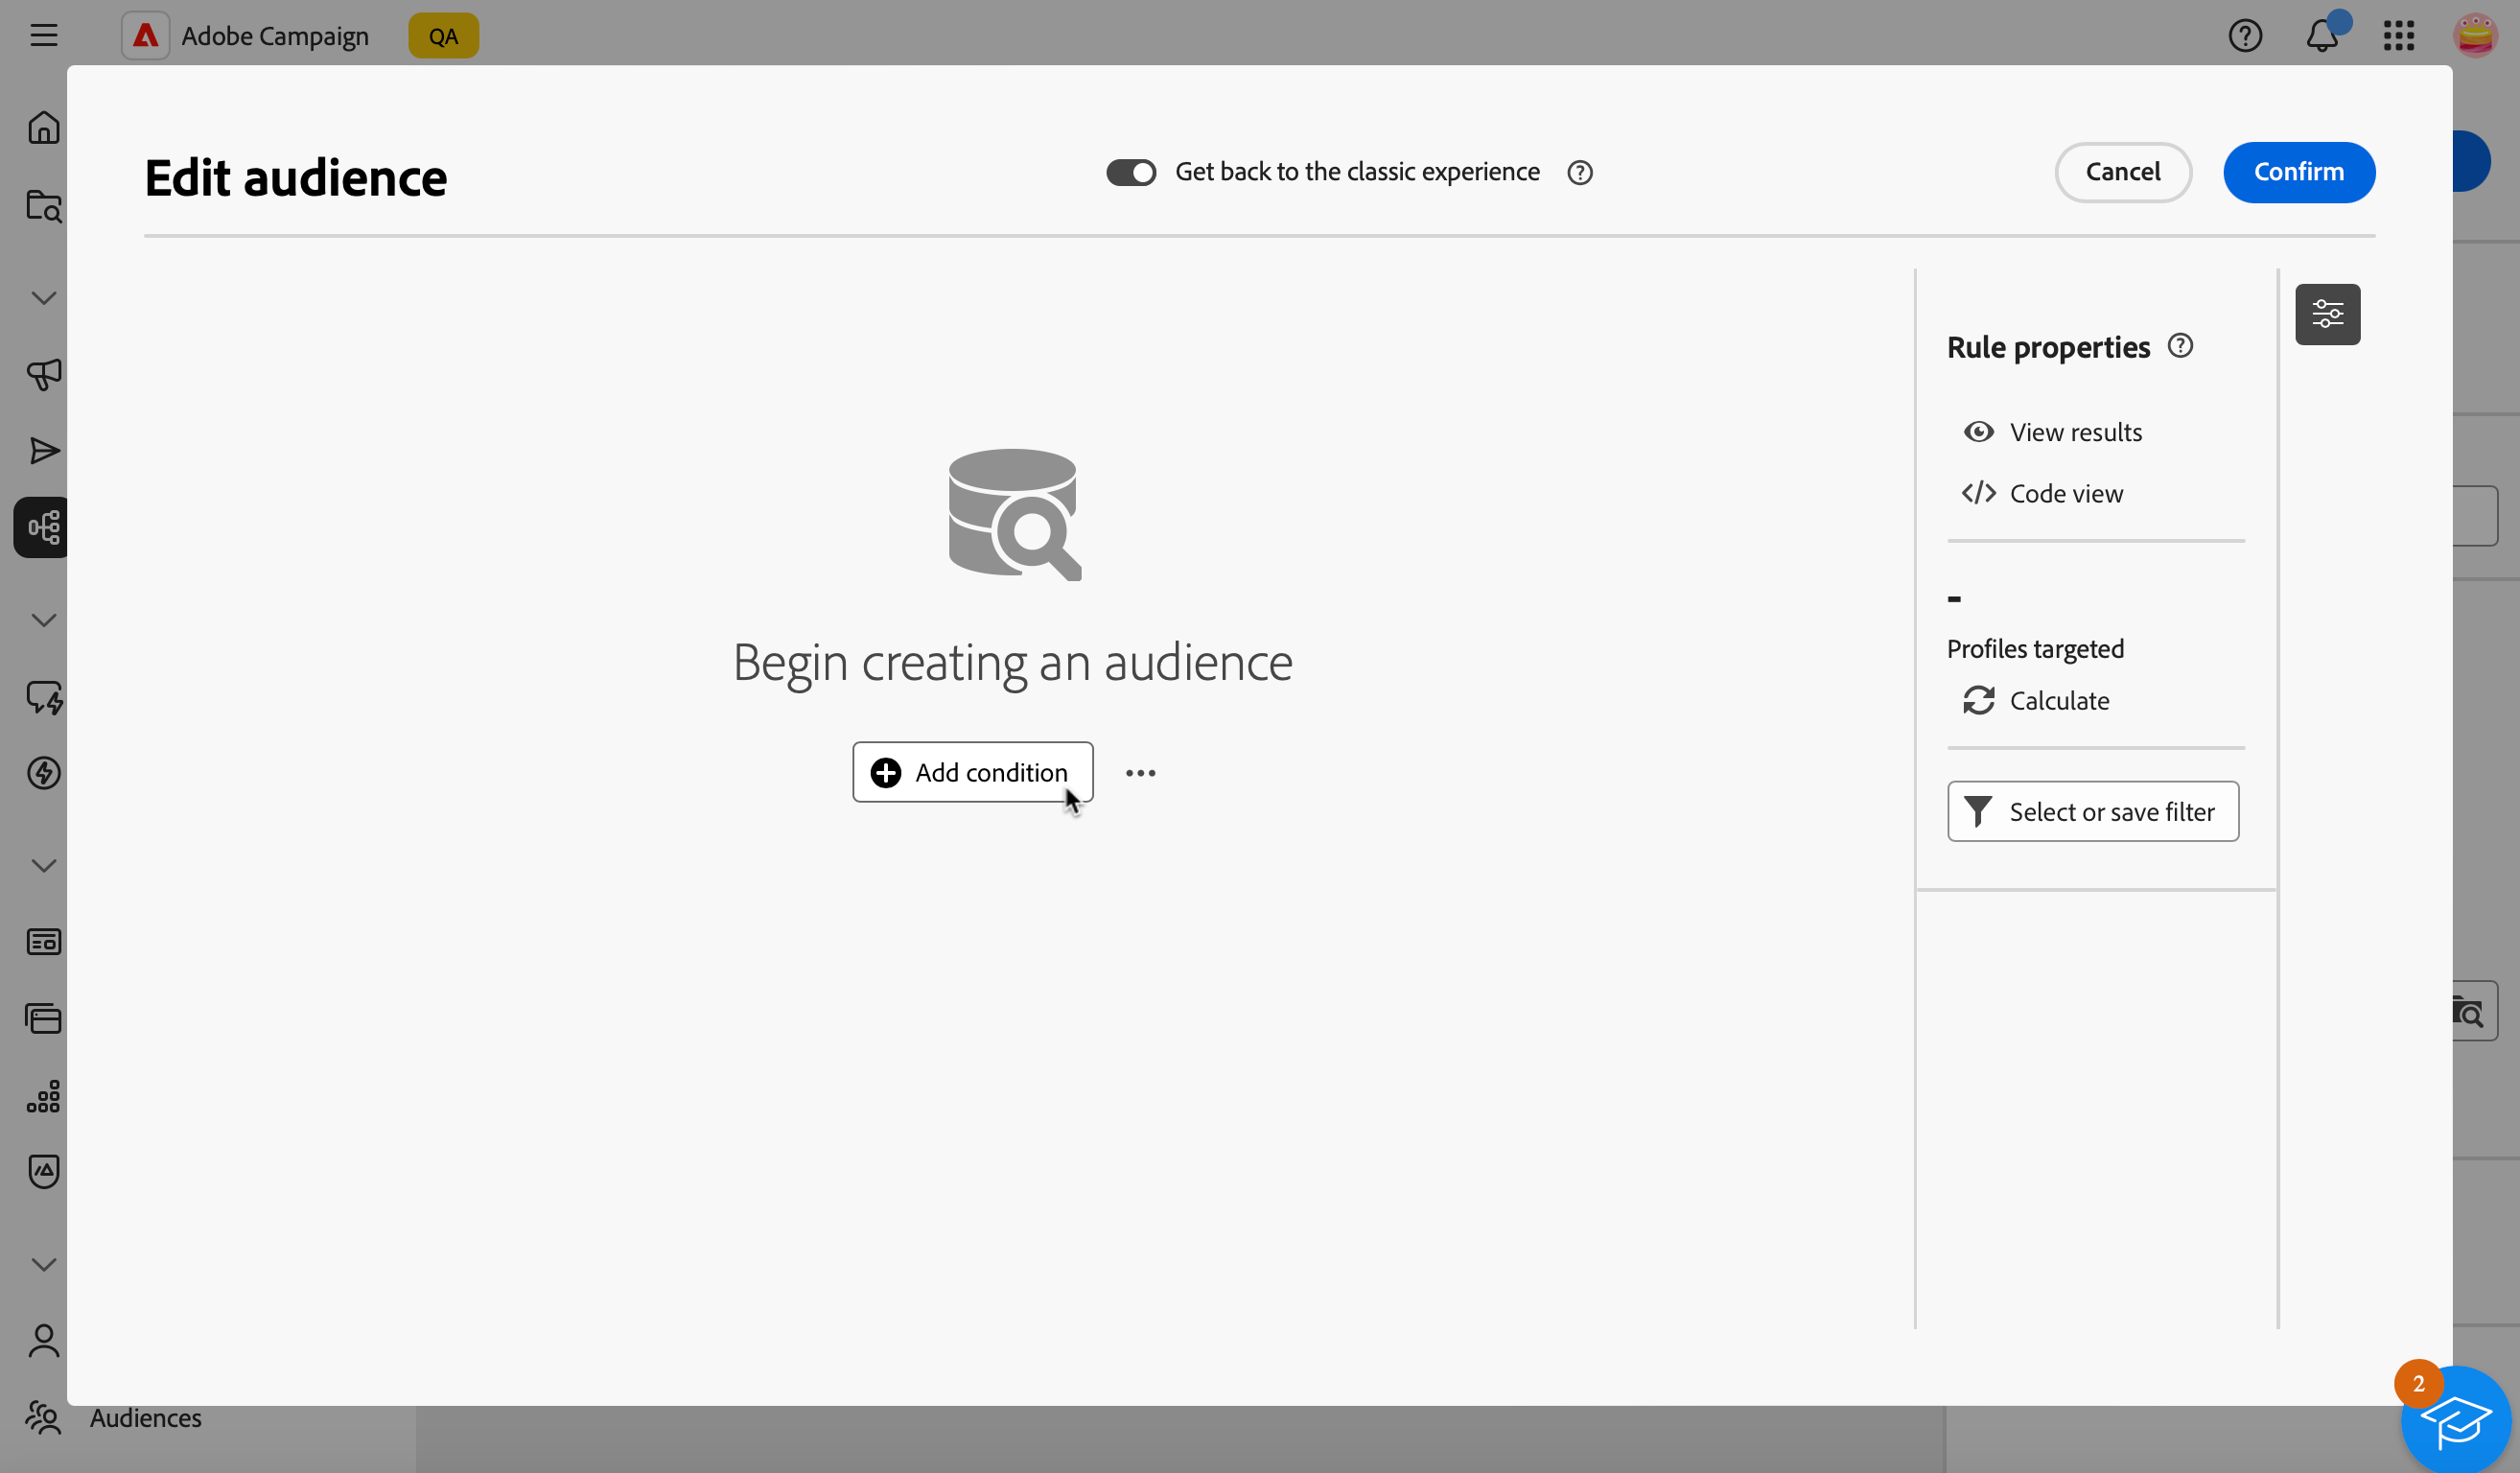 Adobe Campaign
QA
Edit audience
Get back to the classic experience
Cancel
Confirm
Rule properties
View results
Code view
-
Profiles targeted
Calculate
Select or save filter
Begin creating an audience
Add condition
Audiences
2